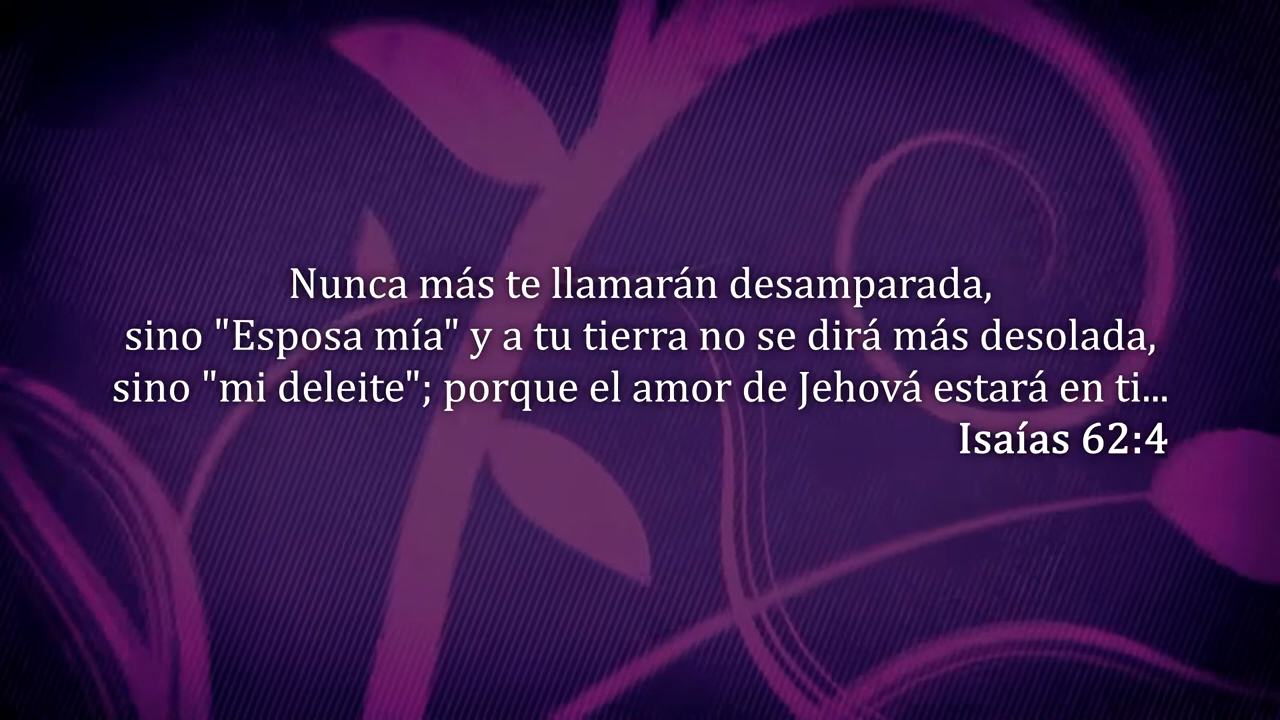 Nunca más te llamarán desamparada,
sino "Esposa mía" y a tu tierra no se dirá más desolada,
sino "mi deleite"; porque el amor de Jehová estará en ti...
Isaías 62:4